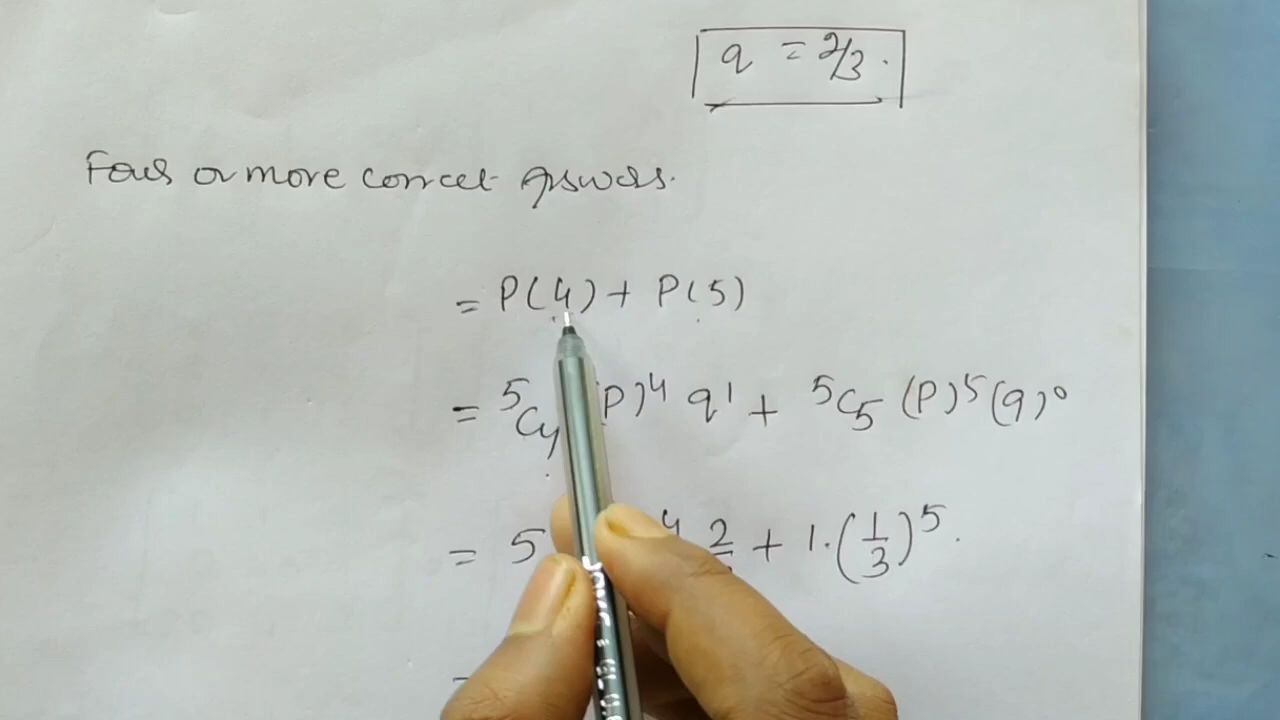 q = 2/3.
Four or more correct answers.
= P(4) + P(5)
= ⁵C₄ (P)⁴ q¹ + ⁵C₅ (P)⁵(q)⁰
= 5 ⁴ 2 + 1·(1/3)⁵.
=